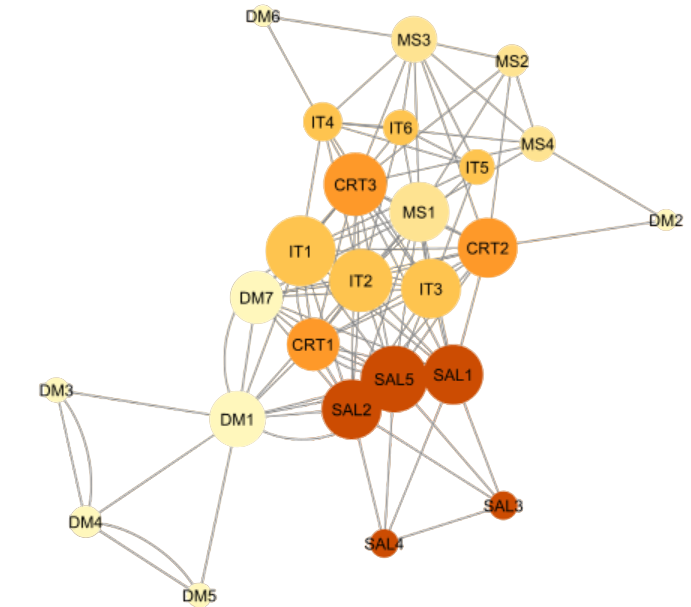 DM6
MS3
MS2
IT4
IT6
MS4
IT5
CRT3
MS1
DM2
IT1
CRT2
IT2
IT3
DM7
CRT1
SAL1
SAL5
DM3
SAL2
DM1
SAL3
DM4
SAL4
DM5